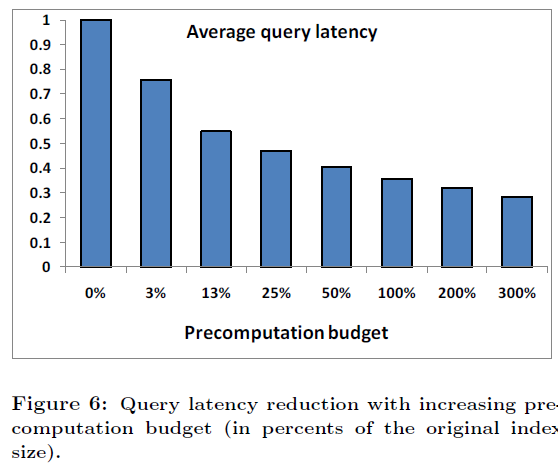 Average query latency
1
0.9
0.8
0.7
0.6
0.5
0.4
0.3
0.2
0.1
0
0% 3% 13% 25% 50% 100% 200% 300%
Precomputation budget
Figure 6: Query latency reduction with increasing pre-
computation budget (in percents of the original index
size).